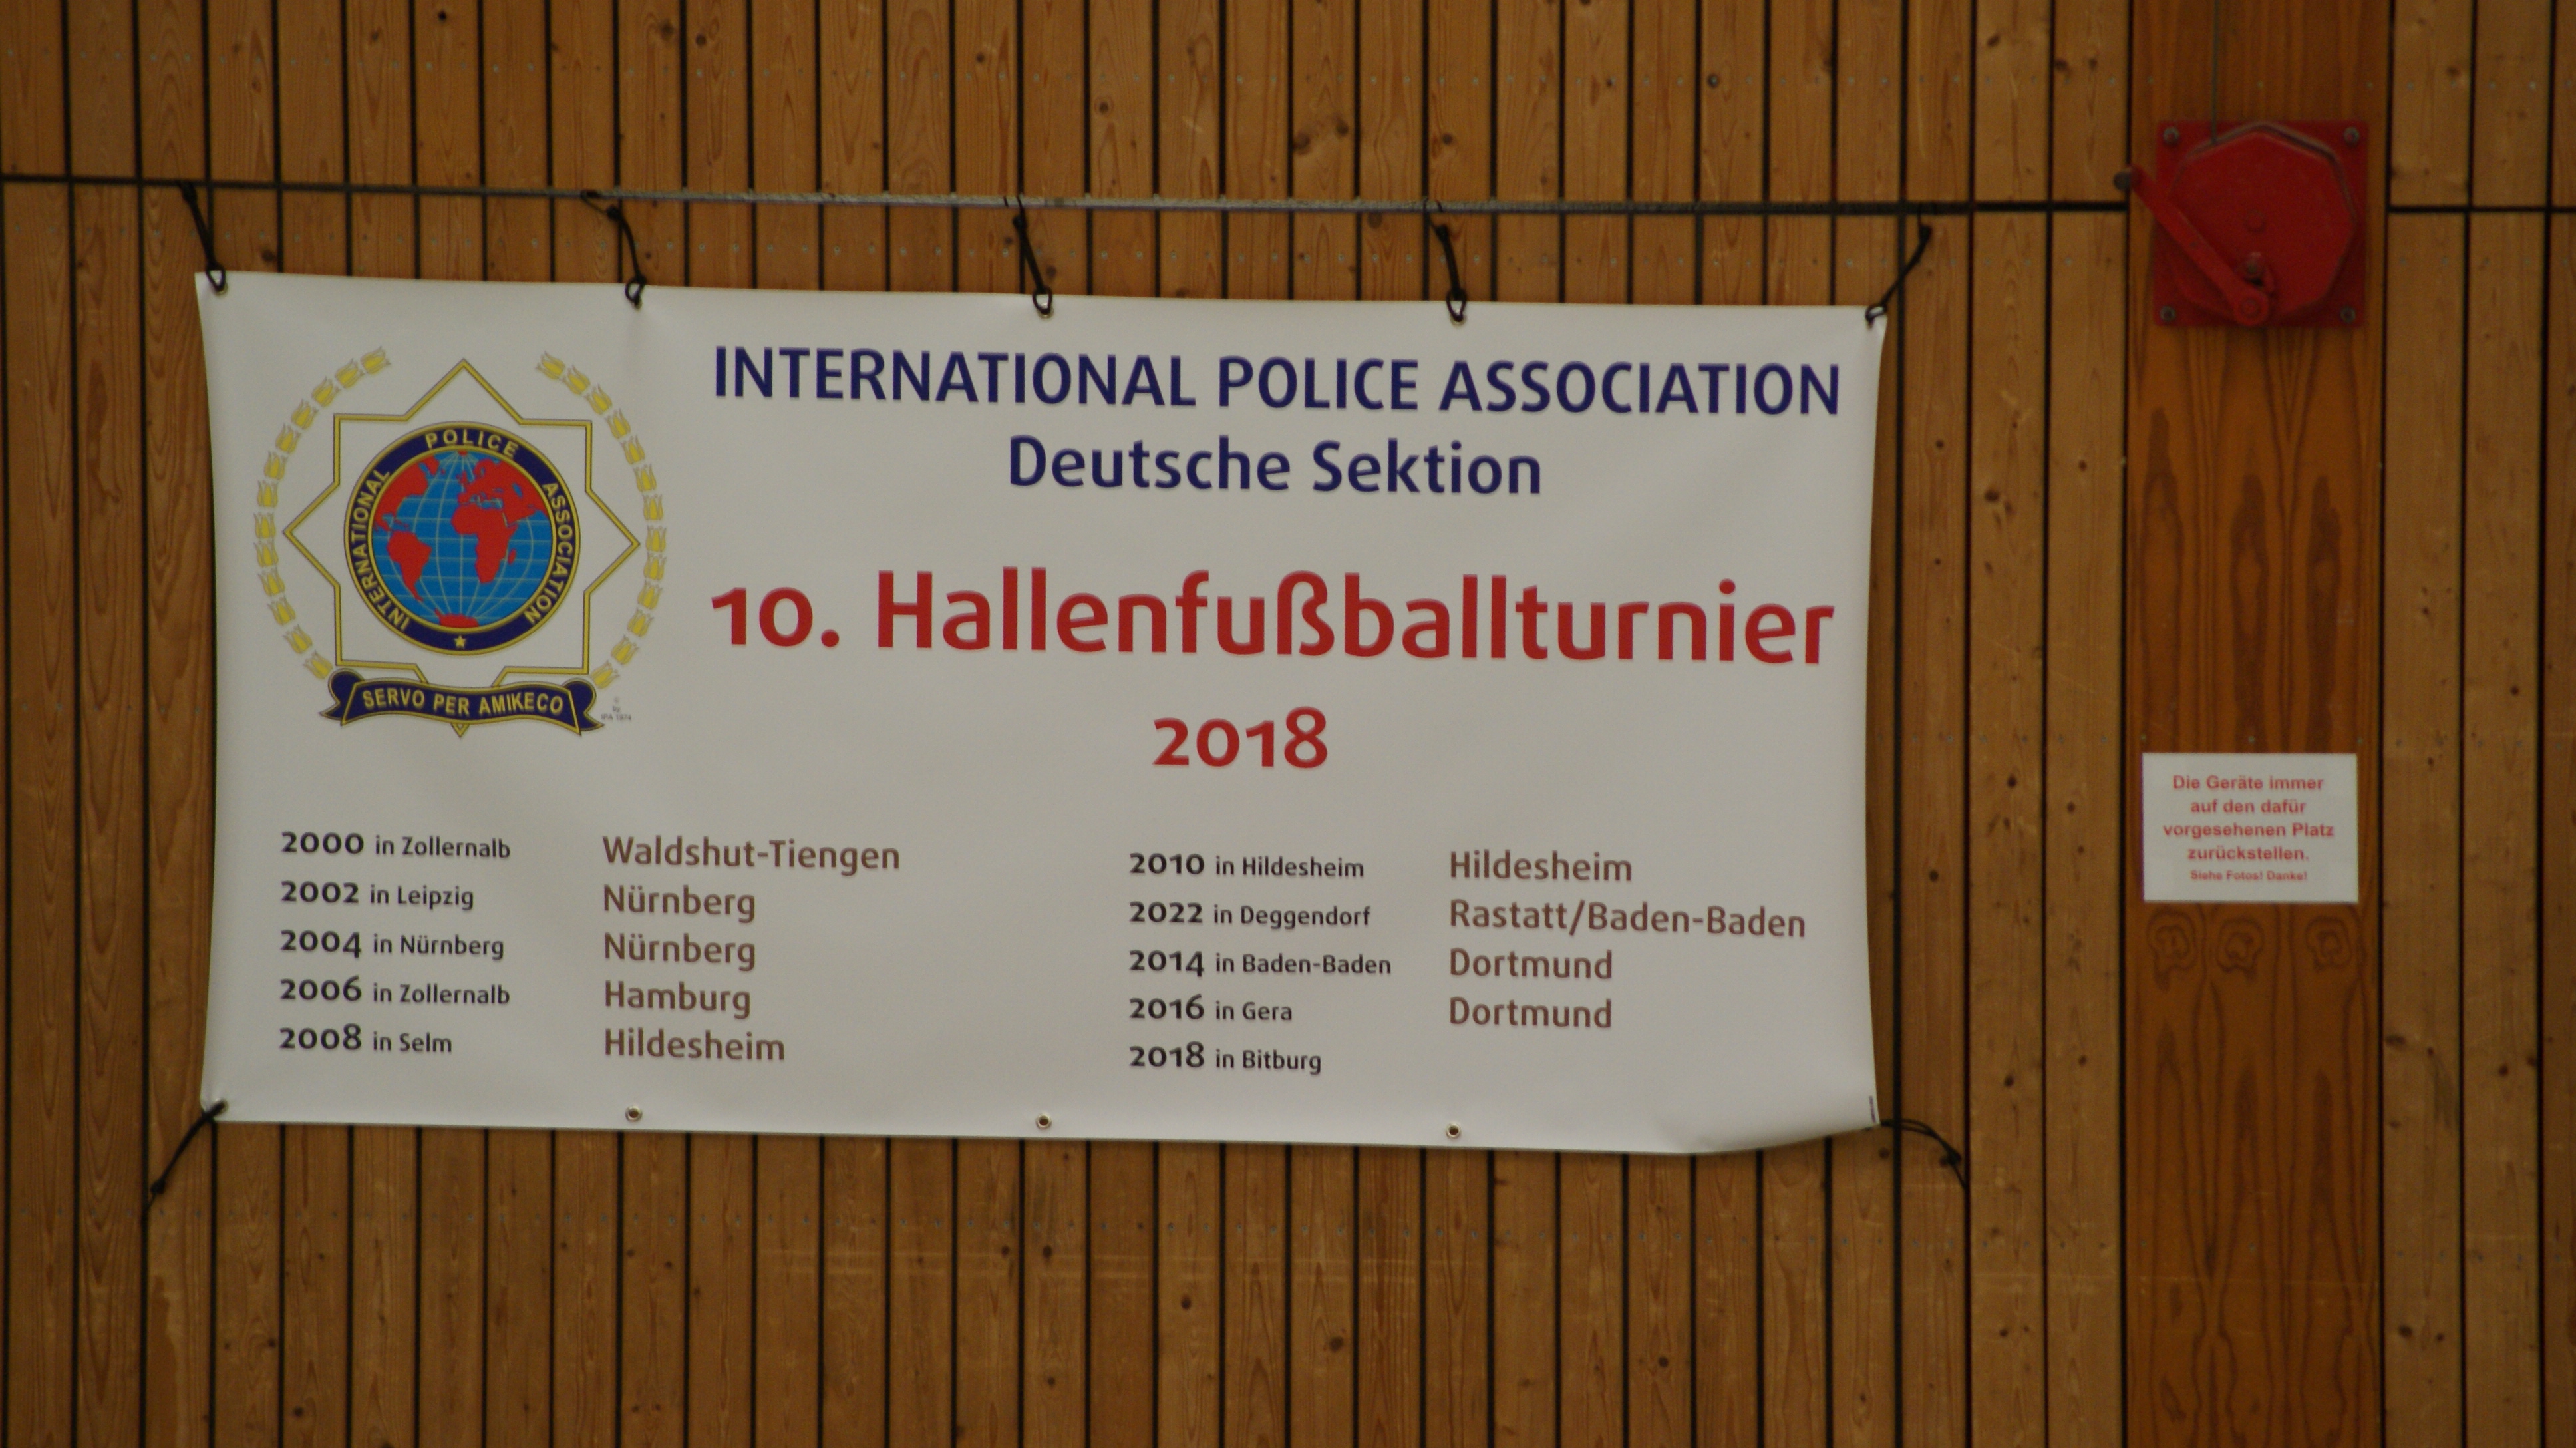 INTERNATIONAL POLICE ASSOCIATION
Deutsche Sektion
10. Hallenfußballturnier
2018
INTERNATIONAL POLICE ASSOCIATION
SERVO PER AMIKECO
© by IPA 1974
2000 in Zollernalb Waldshut-Tiengen
2002 in Leipzig Nürnberg
2004 in Nürnberg Nürnberg
2006 in Zollernalb Hamburg
2008 in Selm Hildesheim
2010 in Hildesheim Hildesheim
2022 in Deggendorf Rastatt/Baden-Baden
2014 in Baden-Baden Dortmund
2016 in Gera Dortmund
2018 in Bitburg
Die Geräte immer
auf den dafür
vorgesehenen Platz
zurückstellen.
Siehe Fotos! Danke!